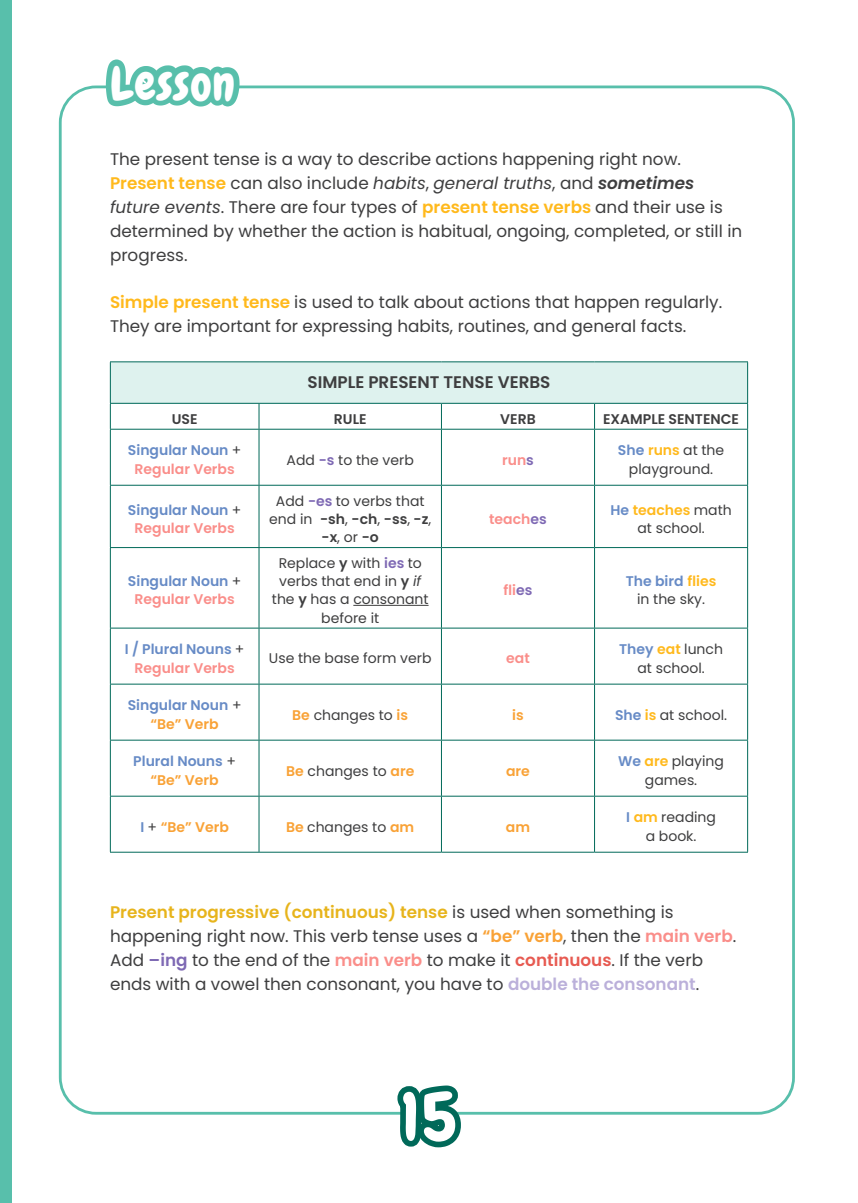 Lesson
The present tense is a way to describe actions happening right now.
Present tense can also include habits, general truths, and sometimes
future events. There are four types of present tense verbs and their use is
determined by whether the action is habitual, ongoing, completed, or still in
progress.
Simple present tense is used to talk about actions that happen regularly.
They are important for expressing habits, routines, and general facts.
SIMPLE PRESENT TENSE VERBS
USE RULE VERB EXAMPLE SENTENCE
Singular Noun +
Regular Verbs
Add -s to the verb
runs
She runs at the
playground.
Singular Noun +
Regular Verbs
Add -es to verbs that
end in -sh, -ch, -ss, -z,
-x, or -o
teaches
He teaches math
at school.
Singular Noun +
Regular Verbs
Replace y with ies to
verbs that end in y if
the y has a consonant
before it
flies
The bird flies
in the sky.
I / Plural Nouns +
Regular Verbs
Use the base form verb
eat
They eat lunch
at school.
Singular Noun +
“Be” Verb
Be changes to is
is
She is at school.
Plural Nouns +
“Be” Verb
Be changes to are
are
We are playing
games.
I + “Be” Verb
Be changes to am
am
I am reading
a book.
Present progressive (continuous) tense is used when something is
happening right now. This verb tense uses a “be” verb, then the main verb.
Add –ing to the end of the main verb to make it continuous. If the verb
ends with a vowel then consonant, you have to double the consonant.
15